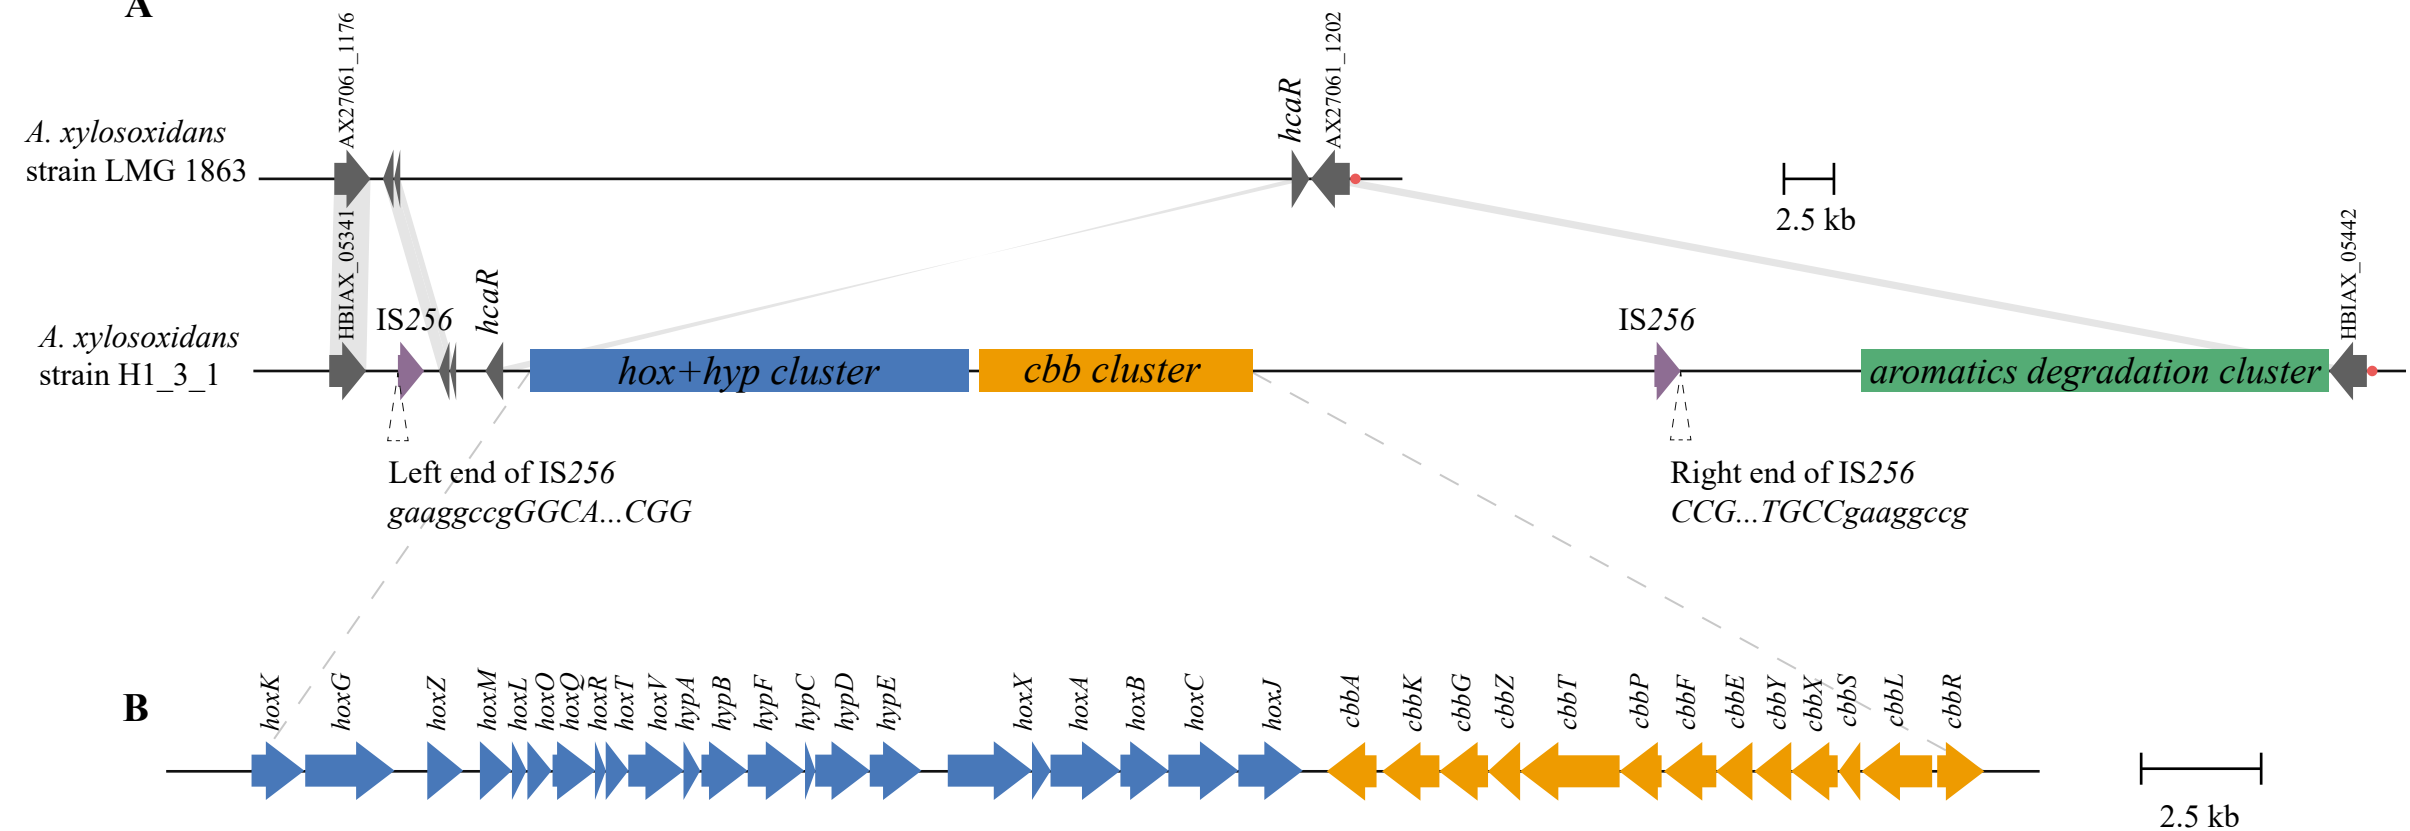 A
AX27061_1176
hcaR
AX27061_1202
A. xylosoxidans
strain LMG 1863
2.5 kb
HBIAX_05341
IS256
hcaR
IS256
HBIAX_05442
A. xylosoxidans
strain H1_3_1
hox+hyp cluster
cbb cluster
aromatics degradation cluster
Left end of IS256
gaaggccgGGCA...CGG
Right end of IS256
CCG...TGCCgaaggccg
B
hoxK
hoxG
hoxZ
hoxM
hoxL
hoxO
hoxQ
hoxR
hoxT
hoxV
hypA
hypB
hypF
hypC
hypD
hypE
hoxX
hoxA
hoxB
hoxC
hoxJ
cbbA
cbbK
cbbG
cbbZ
cbbT
cbbP
cbbF
cbbE
cbbY
cbbX
cbbS
cbbL
cbbR
2.5 kb